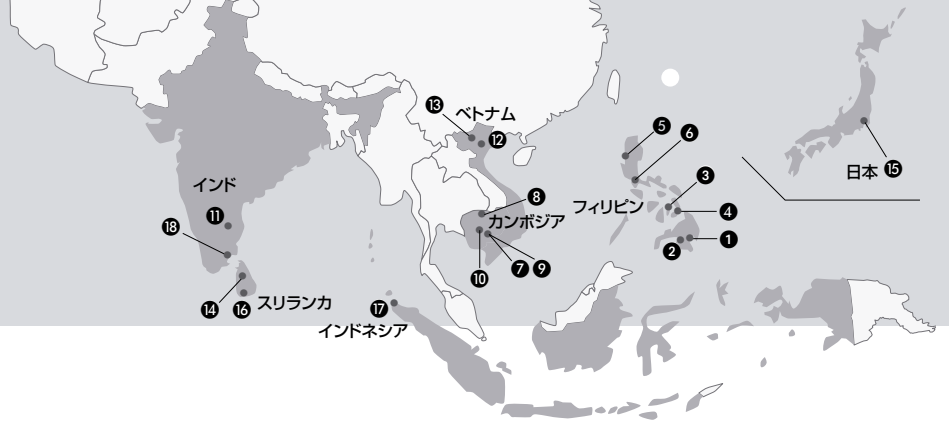 ⓭
ベトナム
⓬
❺
❻
日本 ⓯
❸
インド
❽
⓫
フィリピン
❹
⓲
カンボジア
❷
❶
❿
❼ ❾
⓮
⓰
スリランカ
⓱
インドネシア